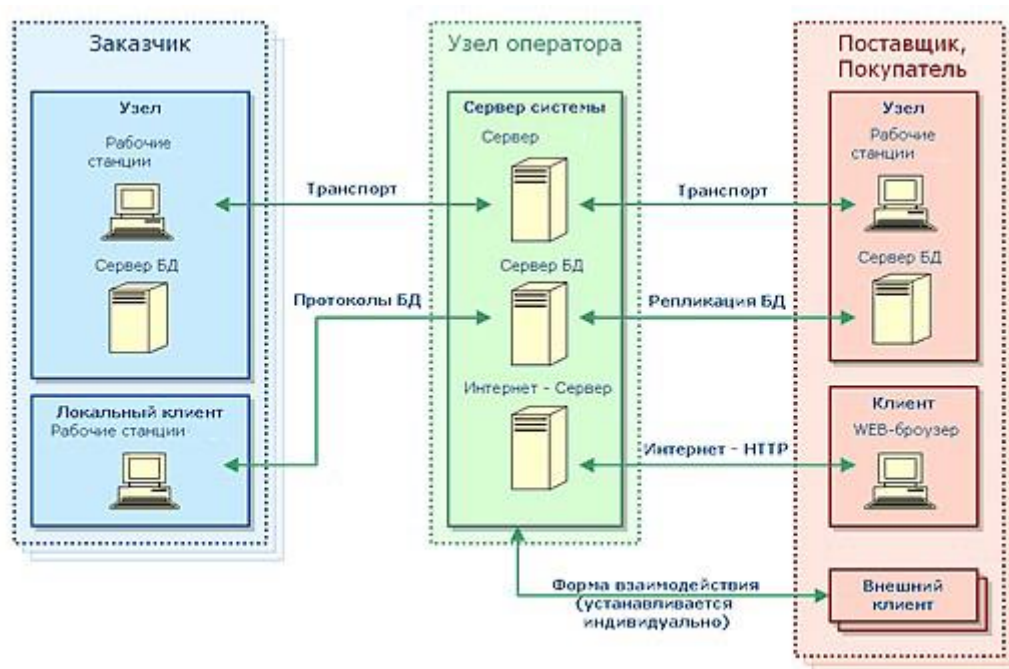 Заказчик
Узел
Рабочие
станции
Сервер БД
Локальный клиент
Рабочие станции
Транспорт
Протоколы БД
Узел оператора
Сервер системы
Сервер
Сервер БД
Интернет - Сервер
Транспорт
Репликация БД
Интернет - HTTP
Форма взаимодействия
(устанавливается
индивидуально)
Поставщик,
Покупатель
Узел
Рабочие
станции
Сервер БД
Клиент
WEB-броузер
Внешний
клиент